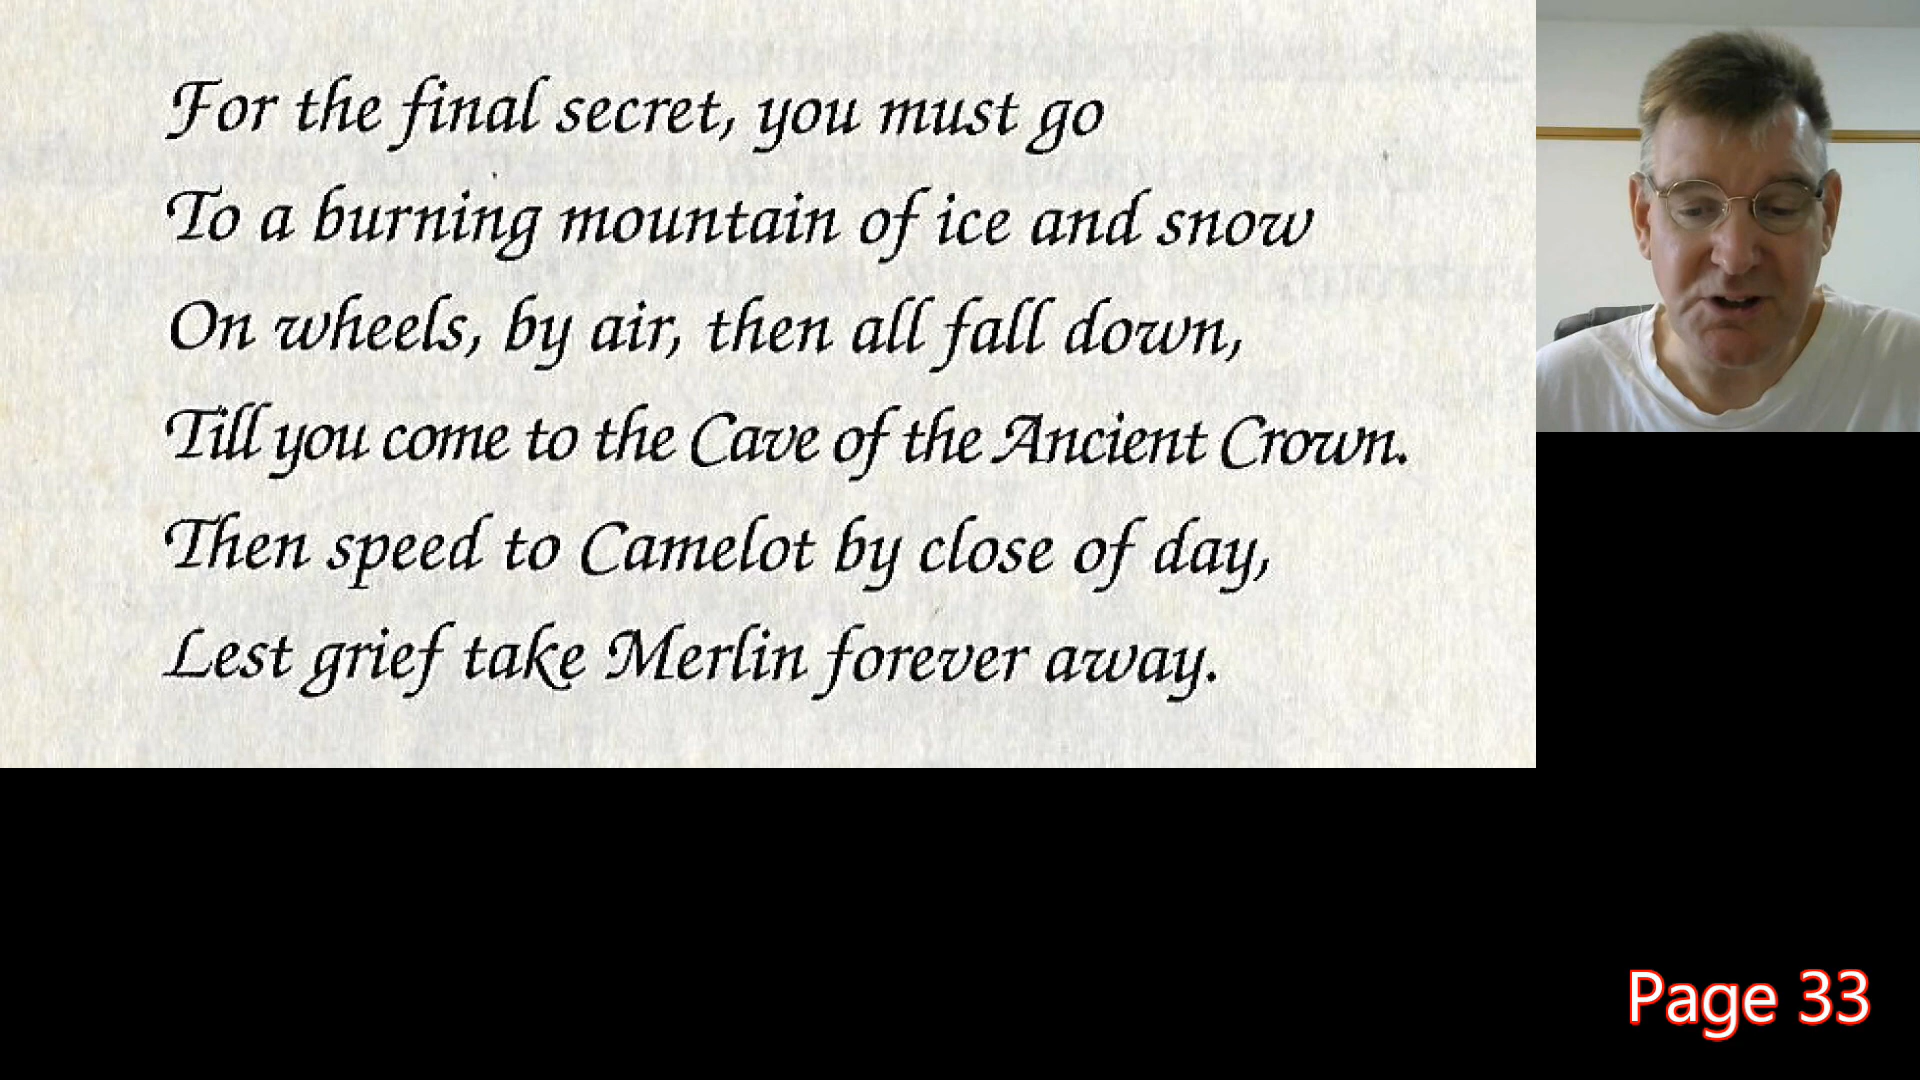 For the final secret, you must go
To a burning mountain of ice and snow
On wheels, by air, then all fall down,
Till you come to the Cave of the Ancient Crown.
Then speed to Camelot by close of day,
Lest grief take Merlin forever away.
Page 33